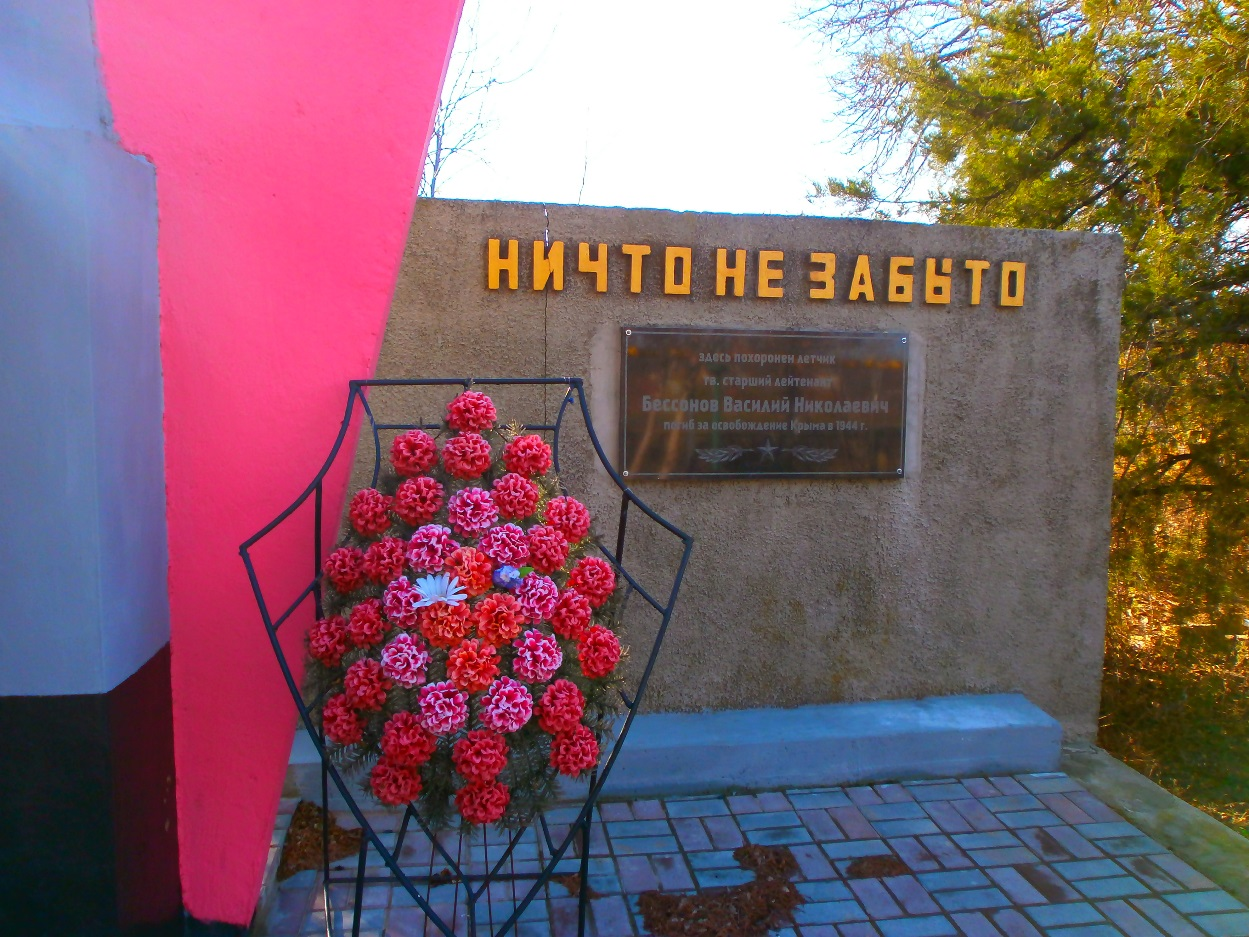 НИЧТО НЕ ЗАБЫТО
здесь похоронен летчик
гв. старший лейтенант
Бессонов Василий Николаевич
погиб за освобождение Крыма в 1944 г.